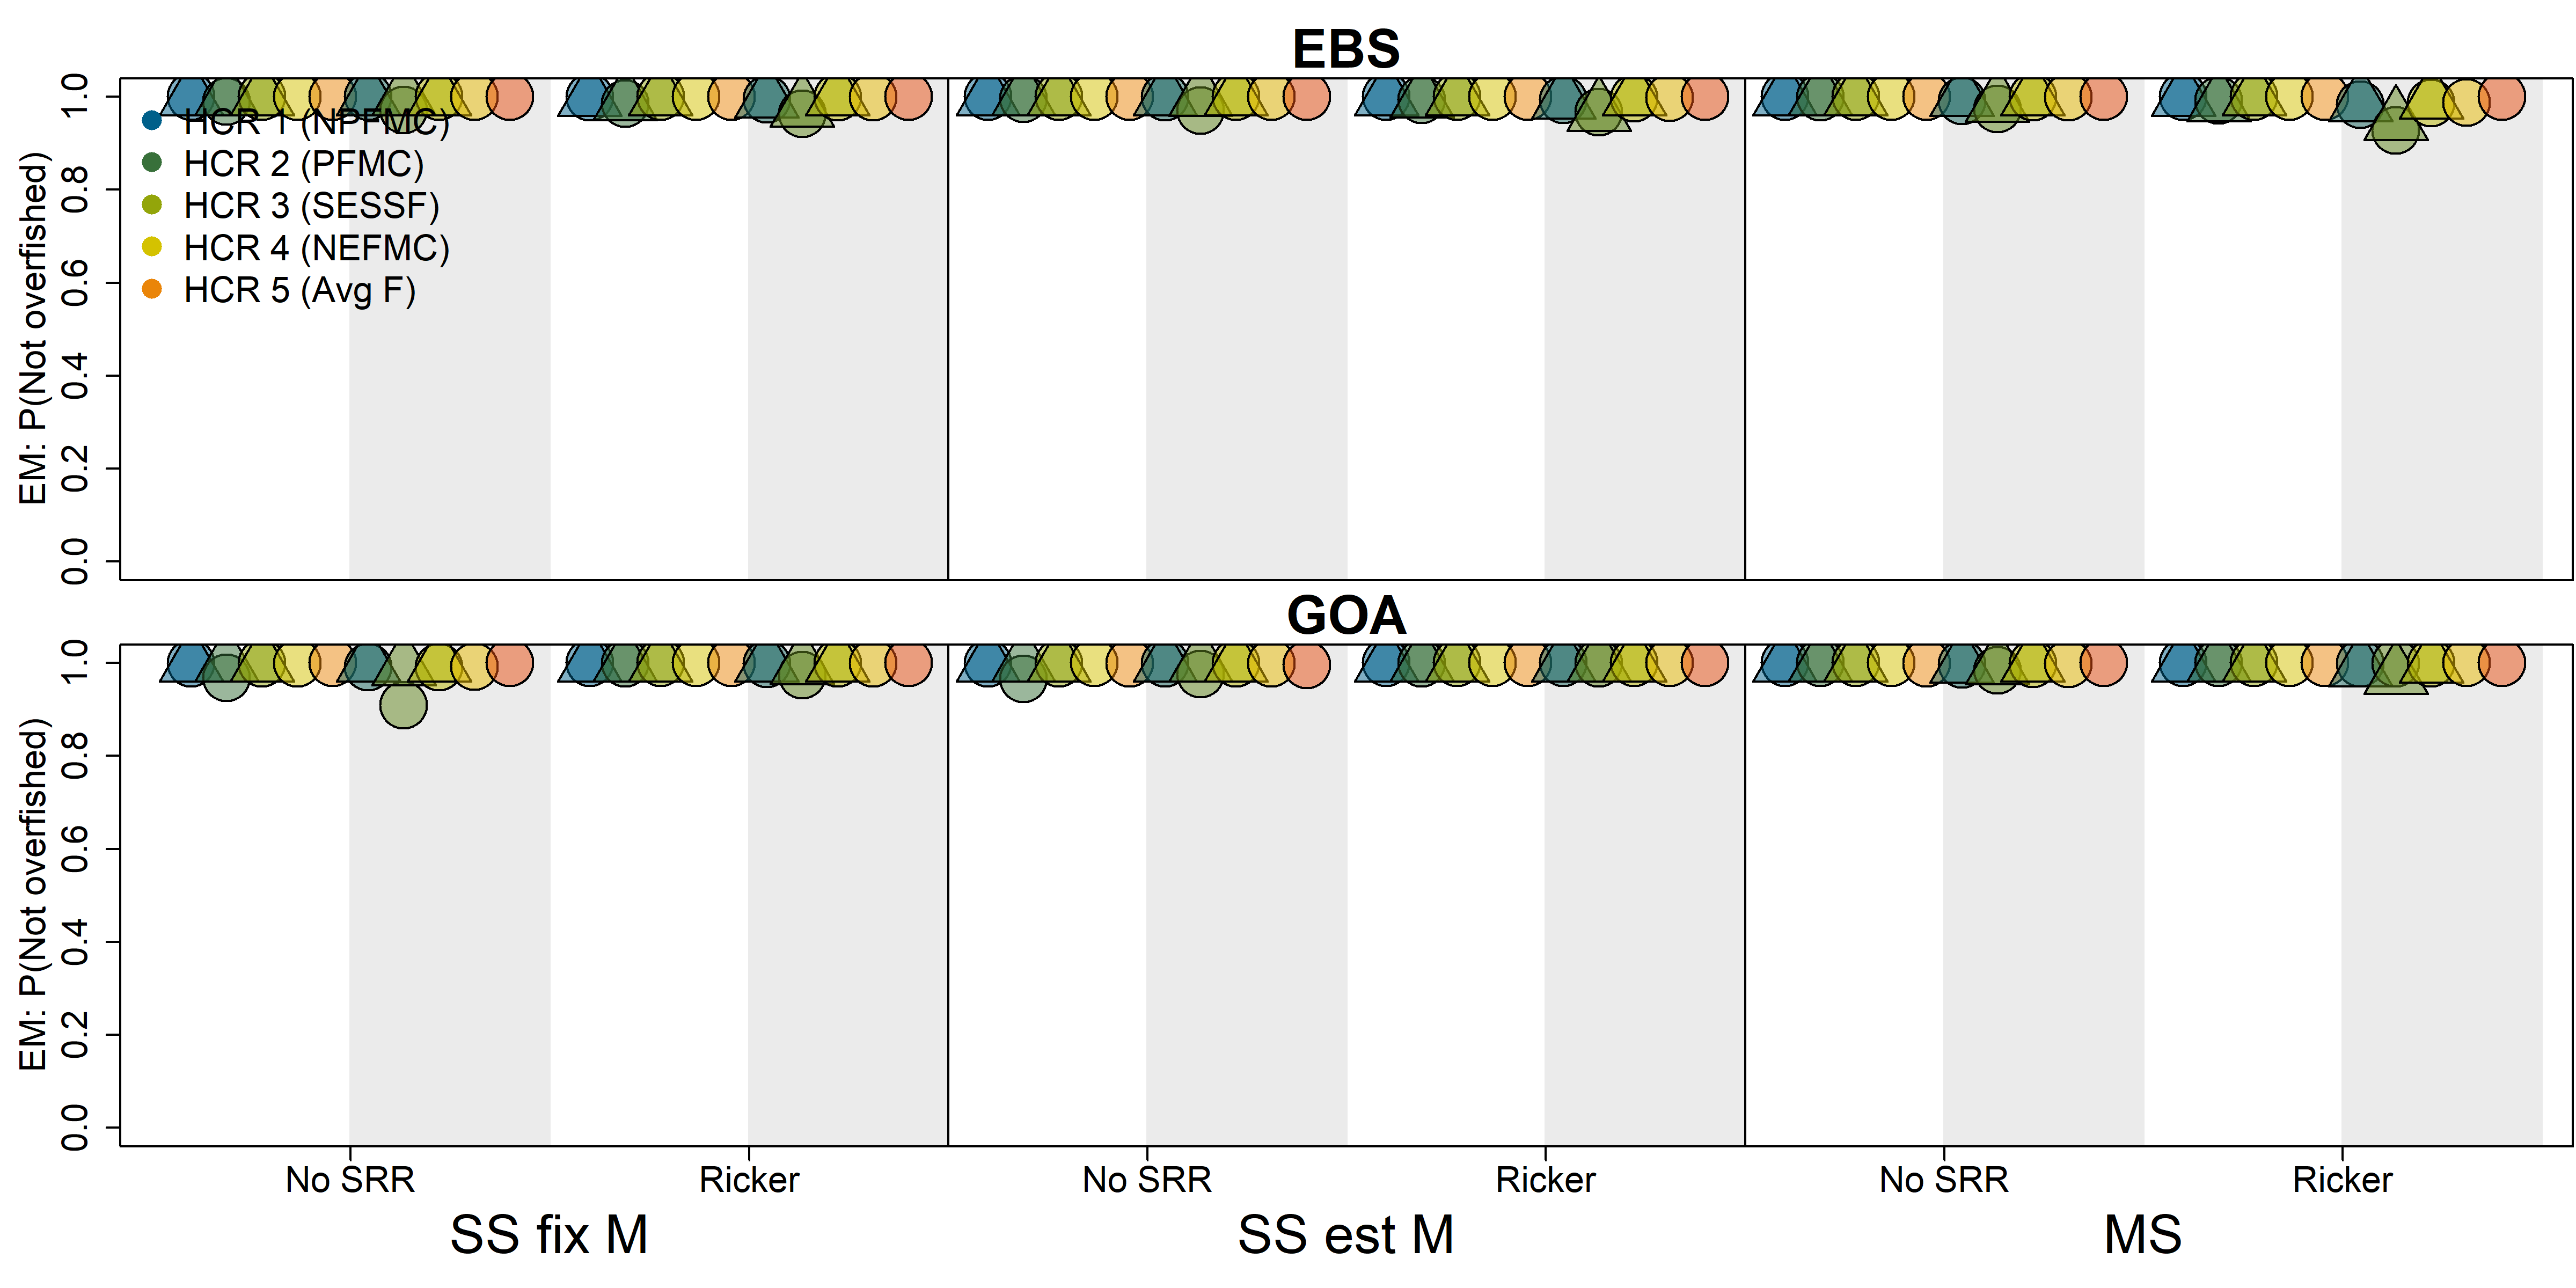 EBS
EM: P(Not overfished)
1.0
0.8
0.6
0.4
0.2
0.0
HCR 1 (NPFMC)
HCR 2 (PFMC)
HCR 3 (SESSF)
HCR 4 (NEFMC)
HCR 5 (Avg F)
GOA
EM: P(Not overfished)
1.0
0.8
0.6
0.4
0.2
0.0
No SRR Ricker No SRR Ricker No SRR Ricker
SS fix M SS est M MS